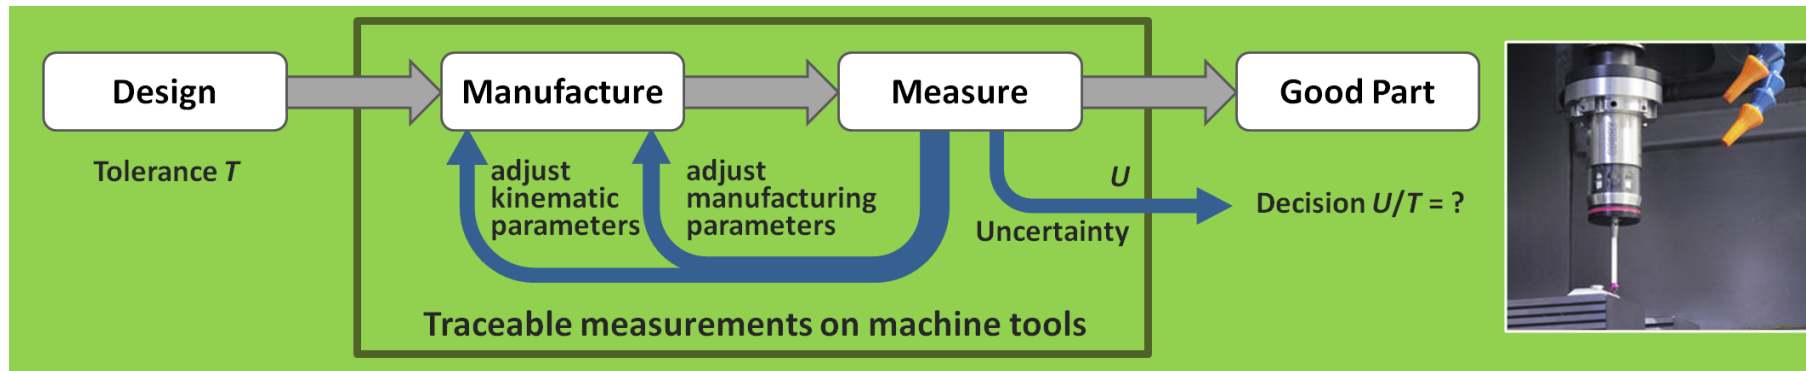 Design
Manufacture
Measure
Good Part
Tolerance T
adjust
kinematic
parameters
adjust
manufacturing
parameters
U
Uncertainty
Decision U/T = ?
Traceable measurements on machine tools